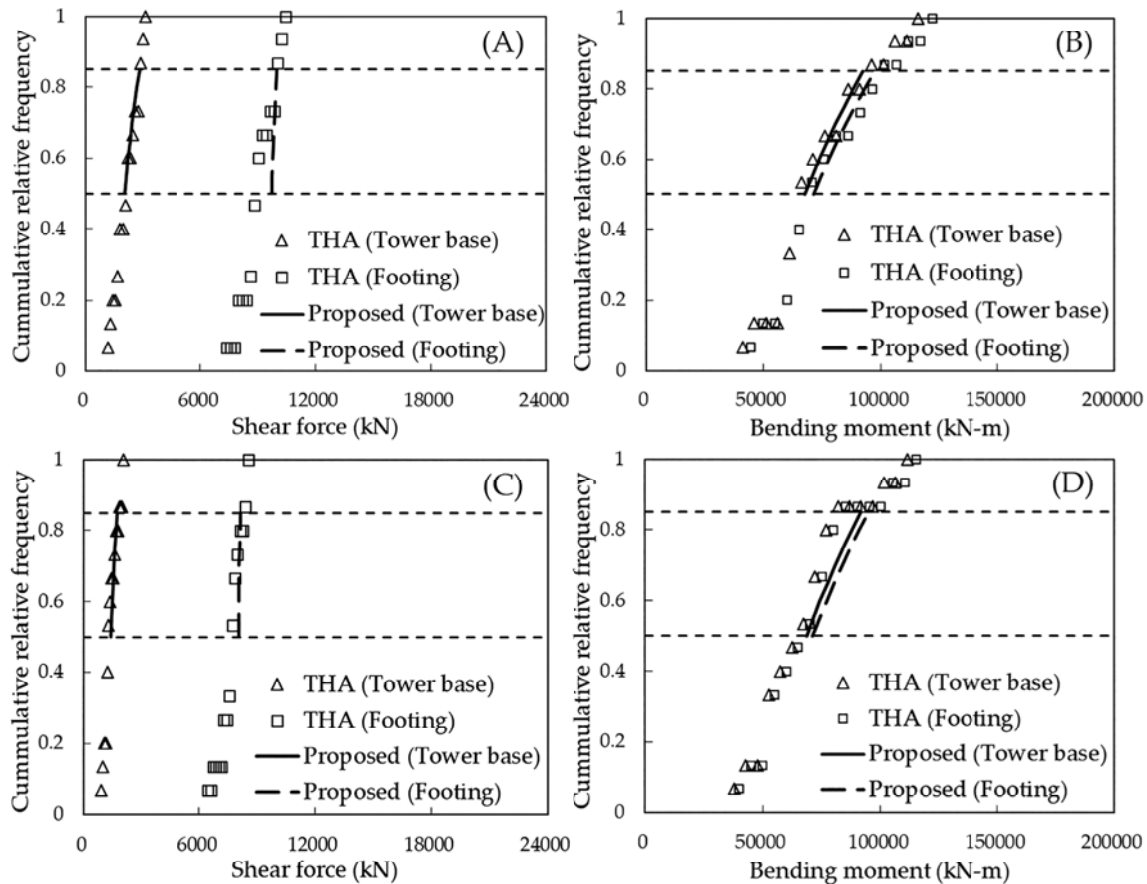 Cummulative relative frequency
1
0.8
0.6
0.4
0.2
0
(A)
THA (Tower base)
THA (Footing)
Proposed (Tower base)
Proposed (Footing)
0 6000 12000 18000 24000
Shear force (kN)
Cummulative relative frequency
1
0.8
0.6
0.4
0.2
0
(B)
THA (Tower base)
THA (Footing)
Proposed (Tower base)
Proposed (Footing)
0 50000 100000 150000 200000
Bending moment (kN-m)
Cummulative relative frequency
1
0.8
0.6
0.4
0.2
0
(C)
THA (Tower base)
THA (Footing)
Proposed (Tower base)
Proposed (Footing)
0 6000 12000 18000 24000
Shear force (kN)
Cummulative relative frequency
1
0.8
0.6
0.4
0.2
0
(D)
THA (Tower base)
THA (Footing)
Proposed (Tower base)
Proposed (Footing)
0 50000 100000 150000 200000
Bending moment (kN-m)